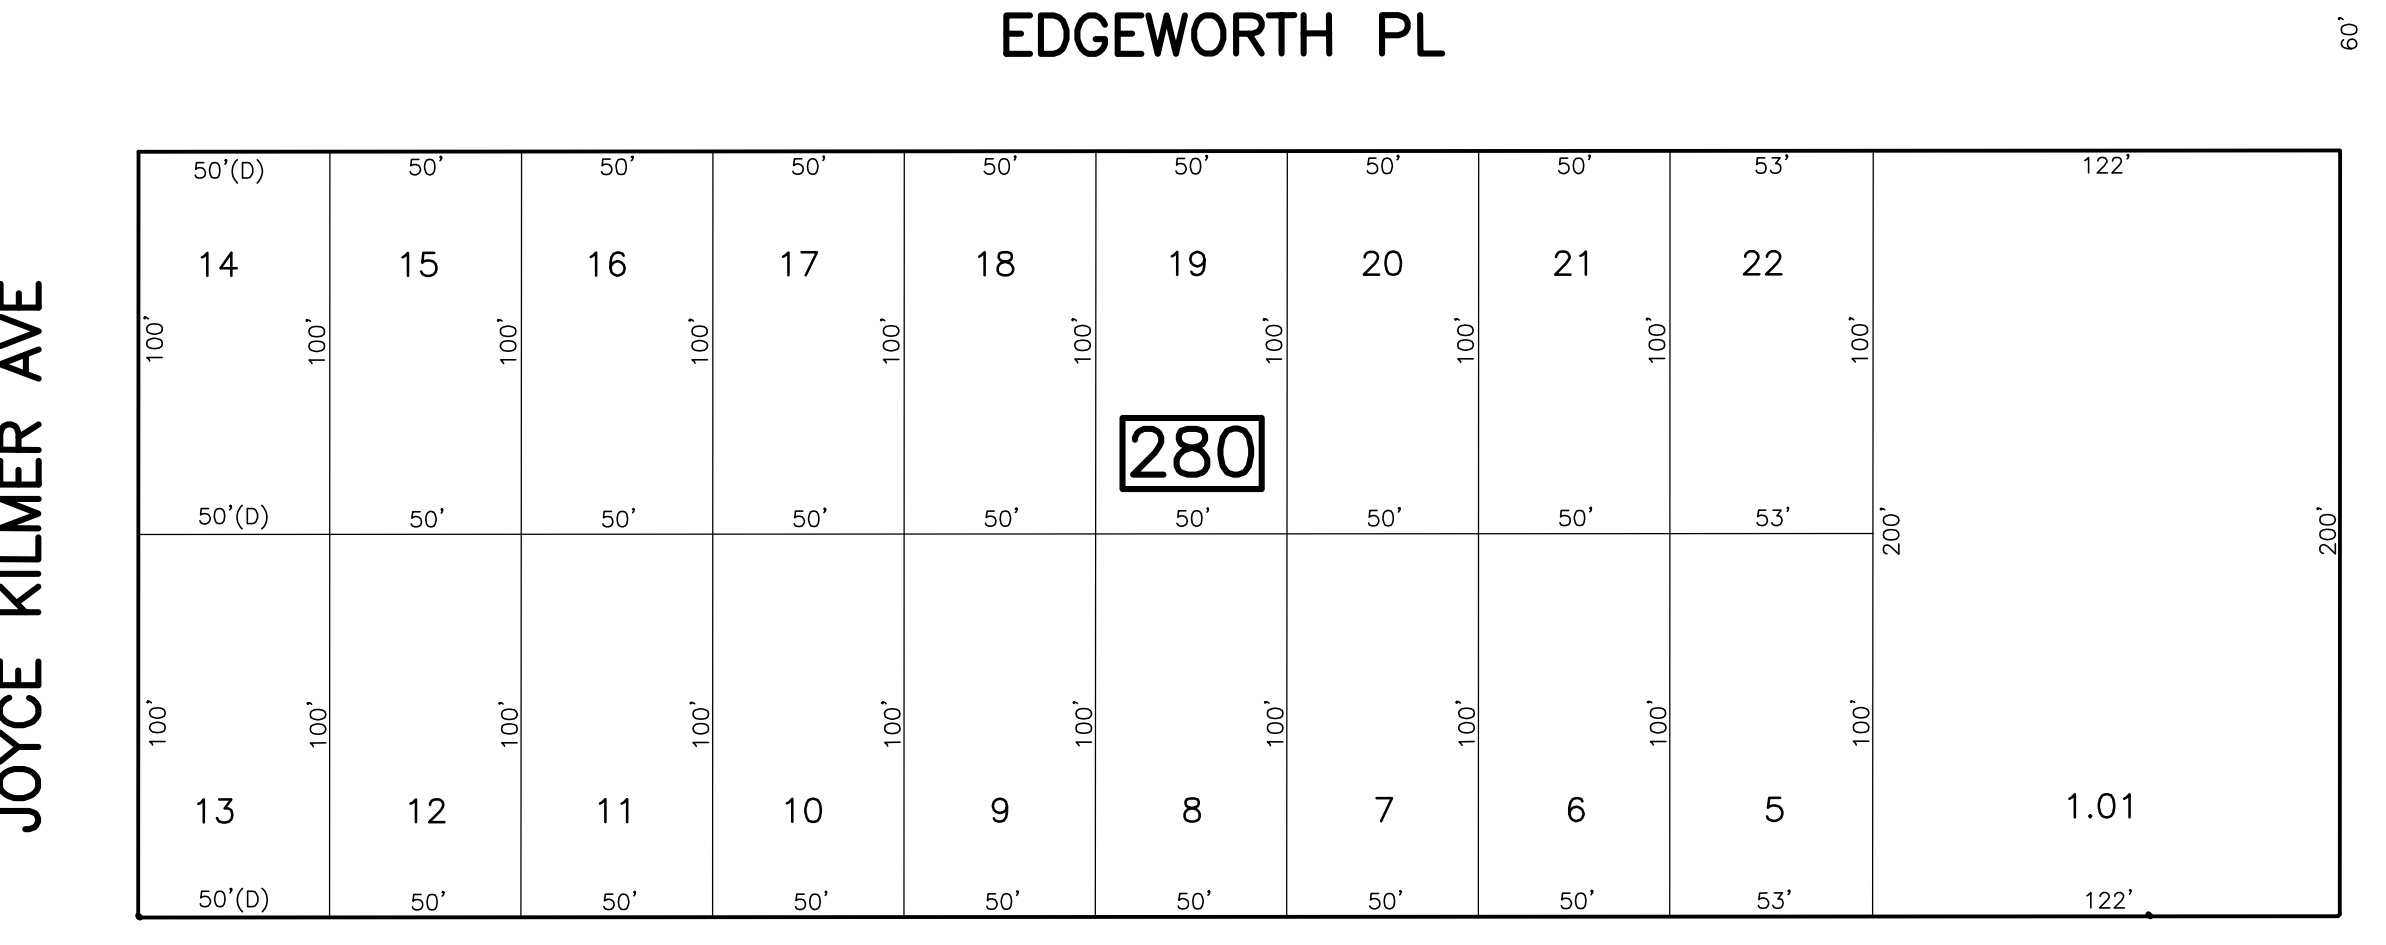 EDGEWORTH PL
60'
JOYCE KILMER AVE
50'(D) 50' 50' 50' 50' 50' 50' 50' 53' 122'
14 15 16 17 18 19 20 21 22
100' 100' 100' 100' 100' 100' 100' 100' 100' 100'
280
50'(D) 50' 50' 50' 50' 50' 50' 50' 53'
200' 200'
100' 100' 100' 100' 100' 100' 100' 100' 100' 100'
13 12 11 10 9 8 7 6 5 1.01
50'(D) 50' 50' 50' 50' 50' 50' 50' 53' 122'